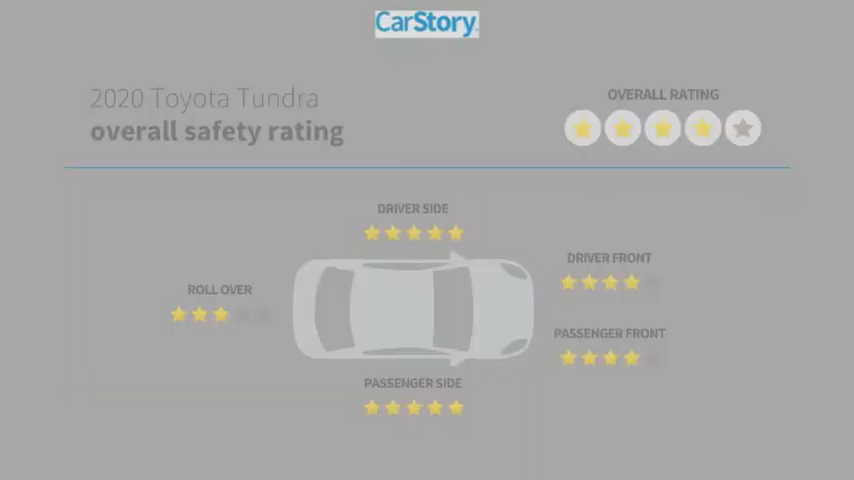 CarStory
2020 Toyota Tundra
overall safety rating
OVERALL RATING
DRIVER SIDE
DRIVER FRONT
ROLL OVER
PASSENGER FRONT
PASSENGER SIDE